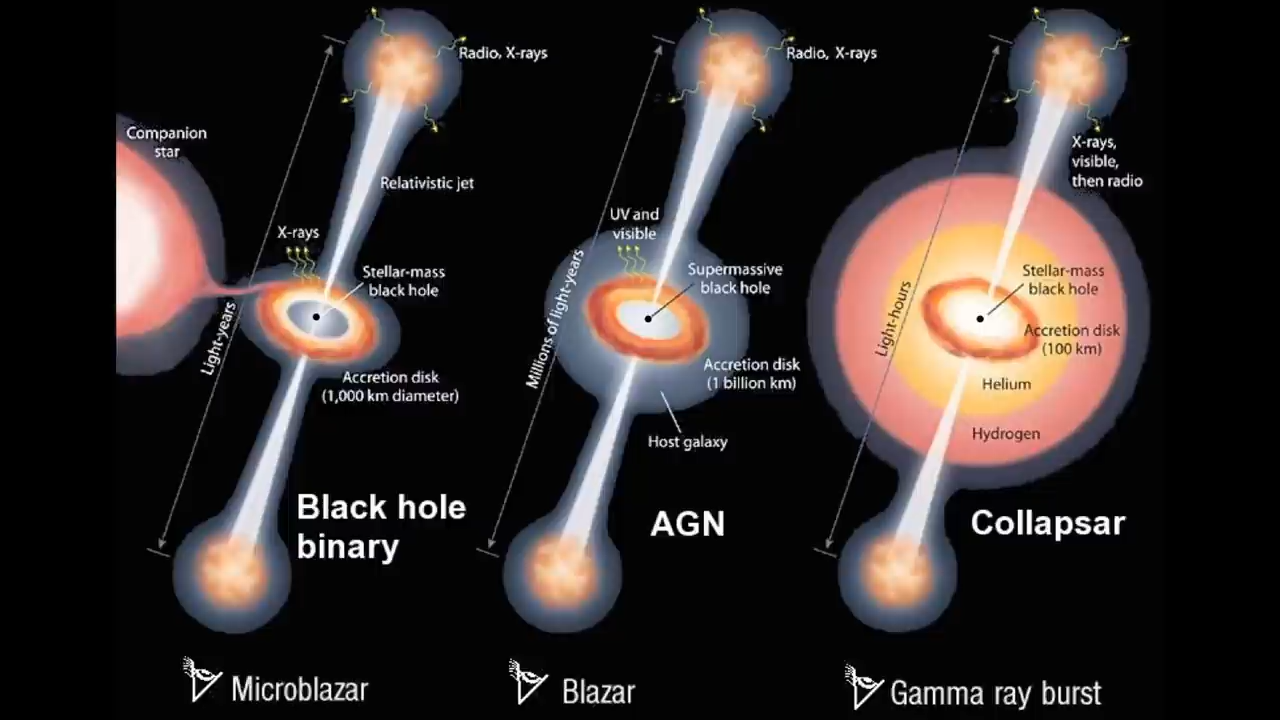 Companion
star
Radio, X-rays
Relativistic jet
X-rays
Stellar-mass
black hole
Light-years
Accretion disk
(1,000 km diameter)
Black hole
binary
Microblazar
Radio, X-rays
UV and
visible
Supermassive
black hole
Millions of light-years
Accretion disk
(1 billion km)
Host galaxy
AGN
Blazar
X-rays,
visible,
then radio
Stellar-mass
black hole
Light-hours
Accretion disk
(100 km)
Helium
Hydrogen
Collapsar
Gamma ray burst